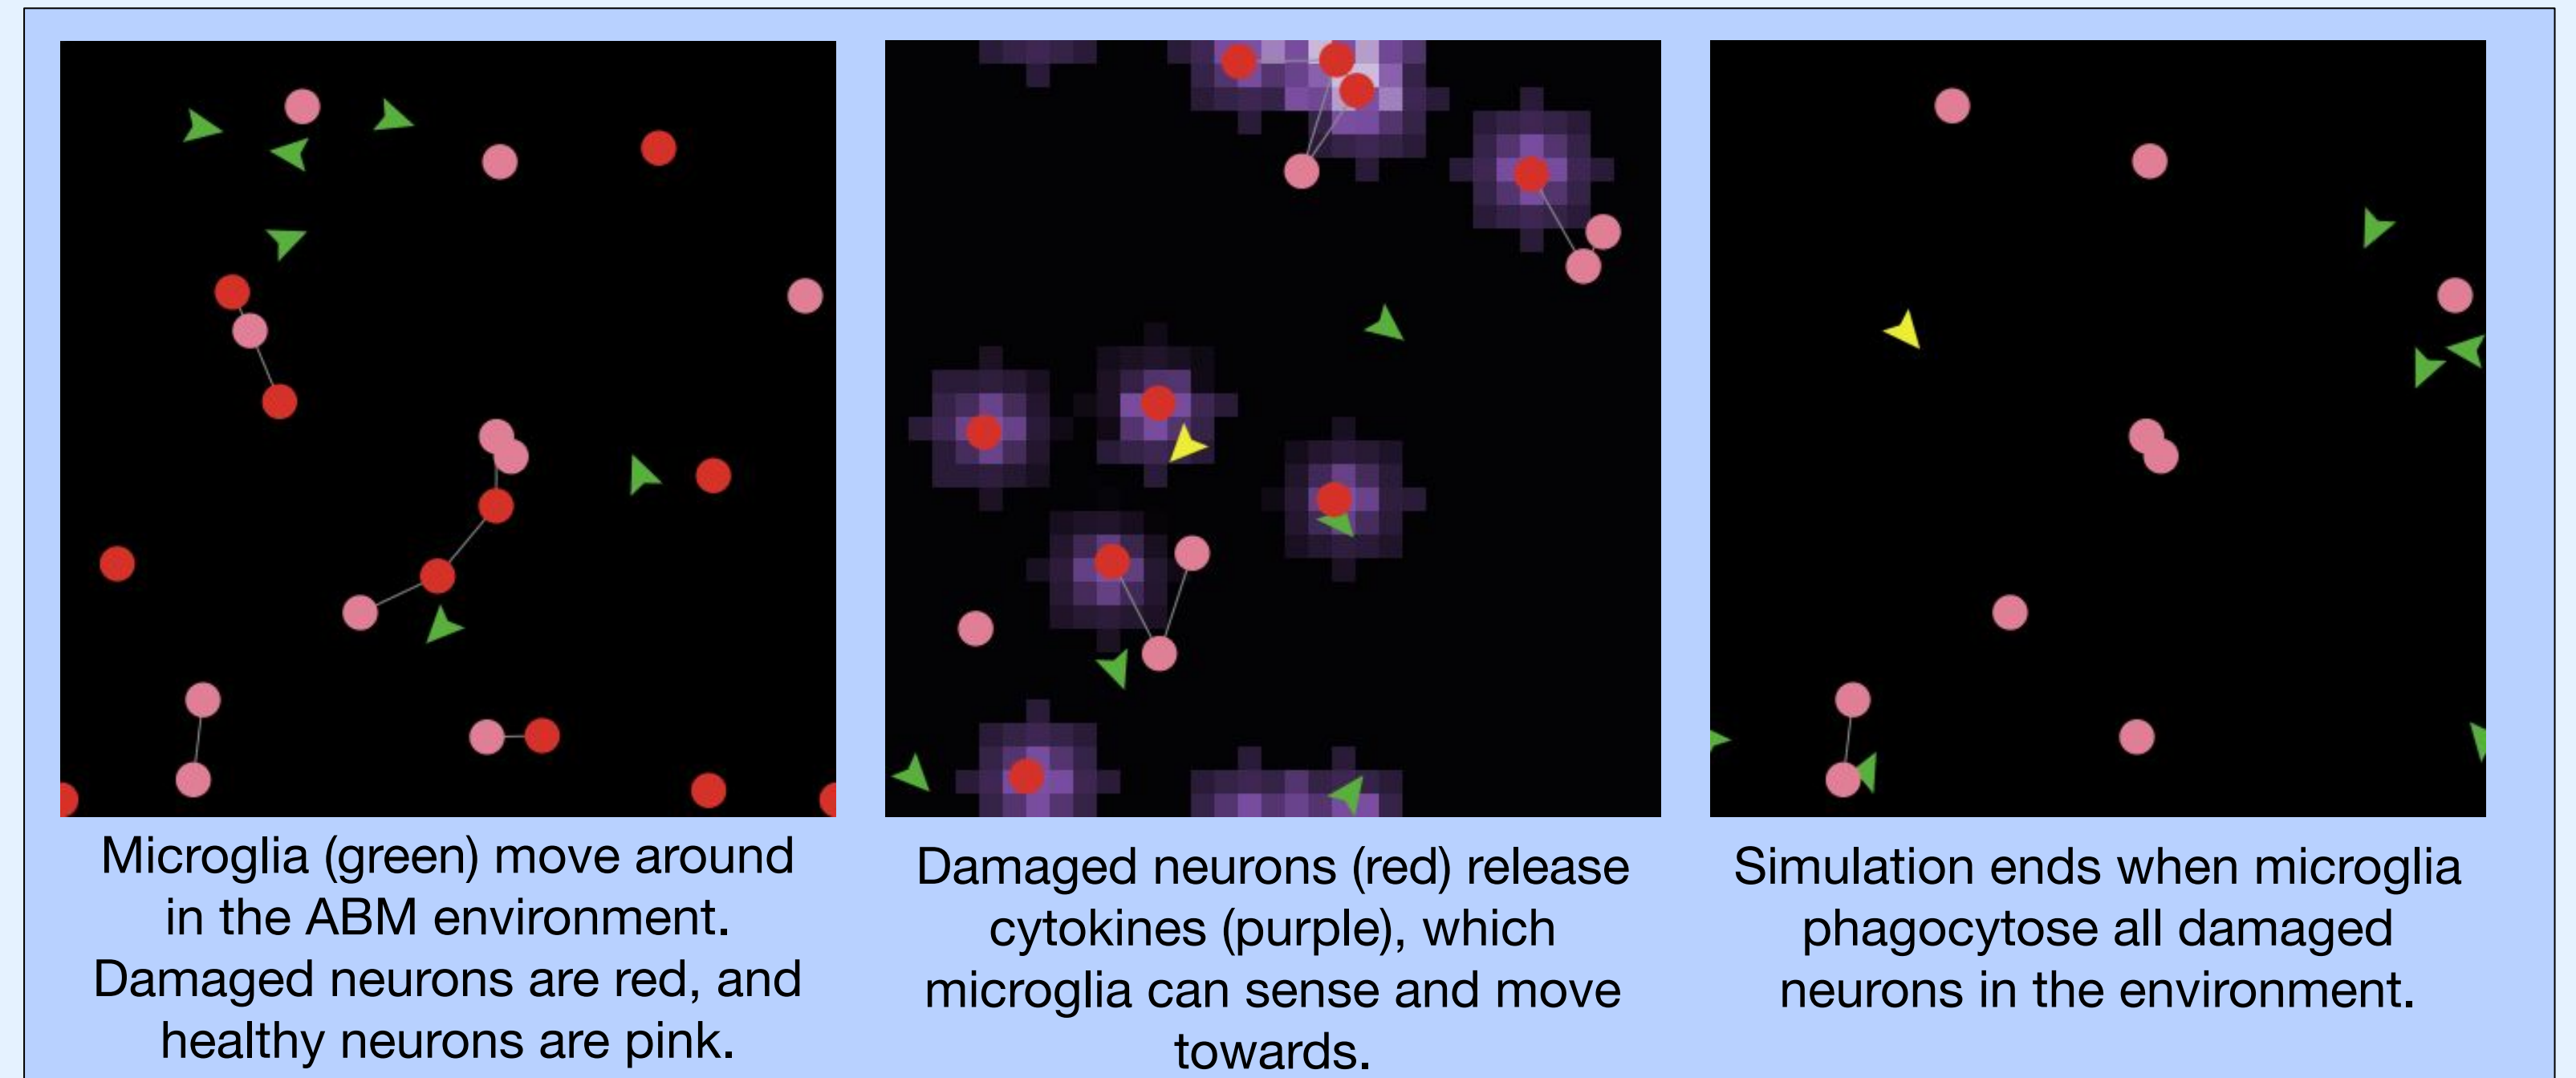 Microglia (green) move around
in the ABM environment.
Damaged neurons are red, and
healthy neurons are pink.
Damaged neurons (red) release
cytokines (purple), which
microglia can sense and move
towards.
Simulation ends when microglia
phagocytose all damaged
neurons in the environment.